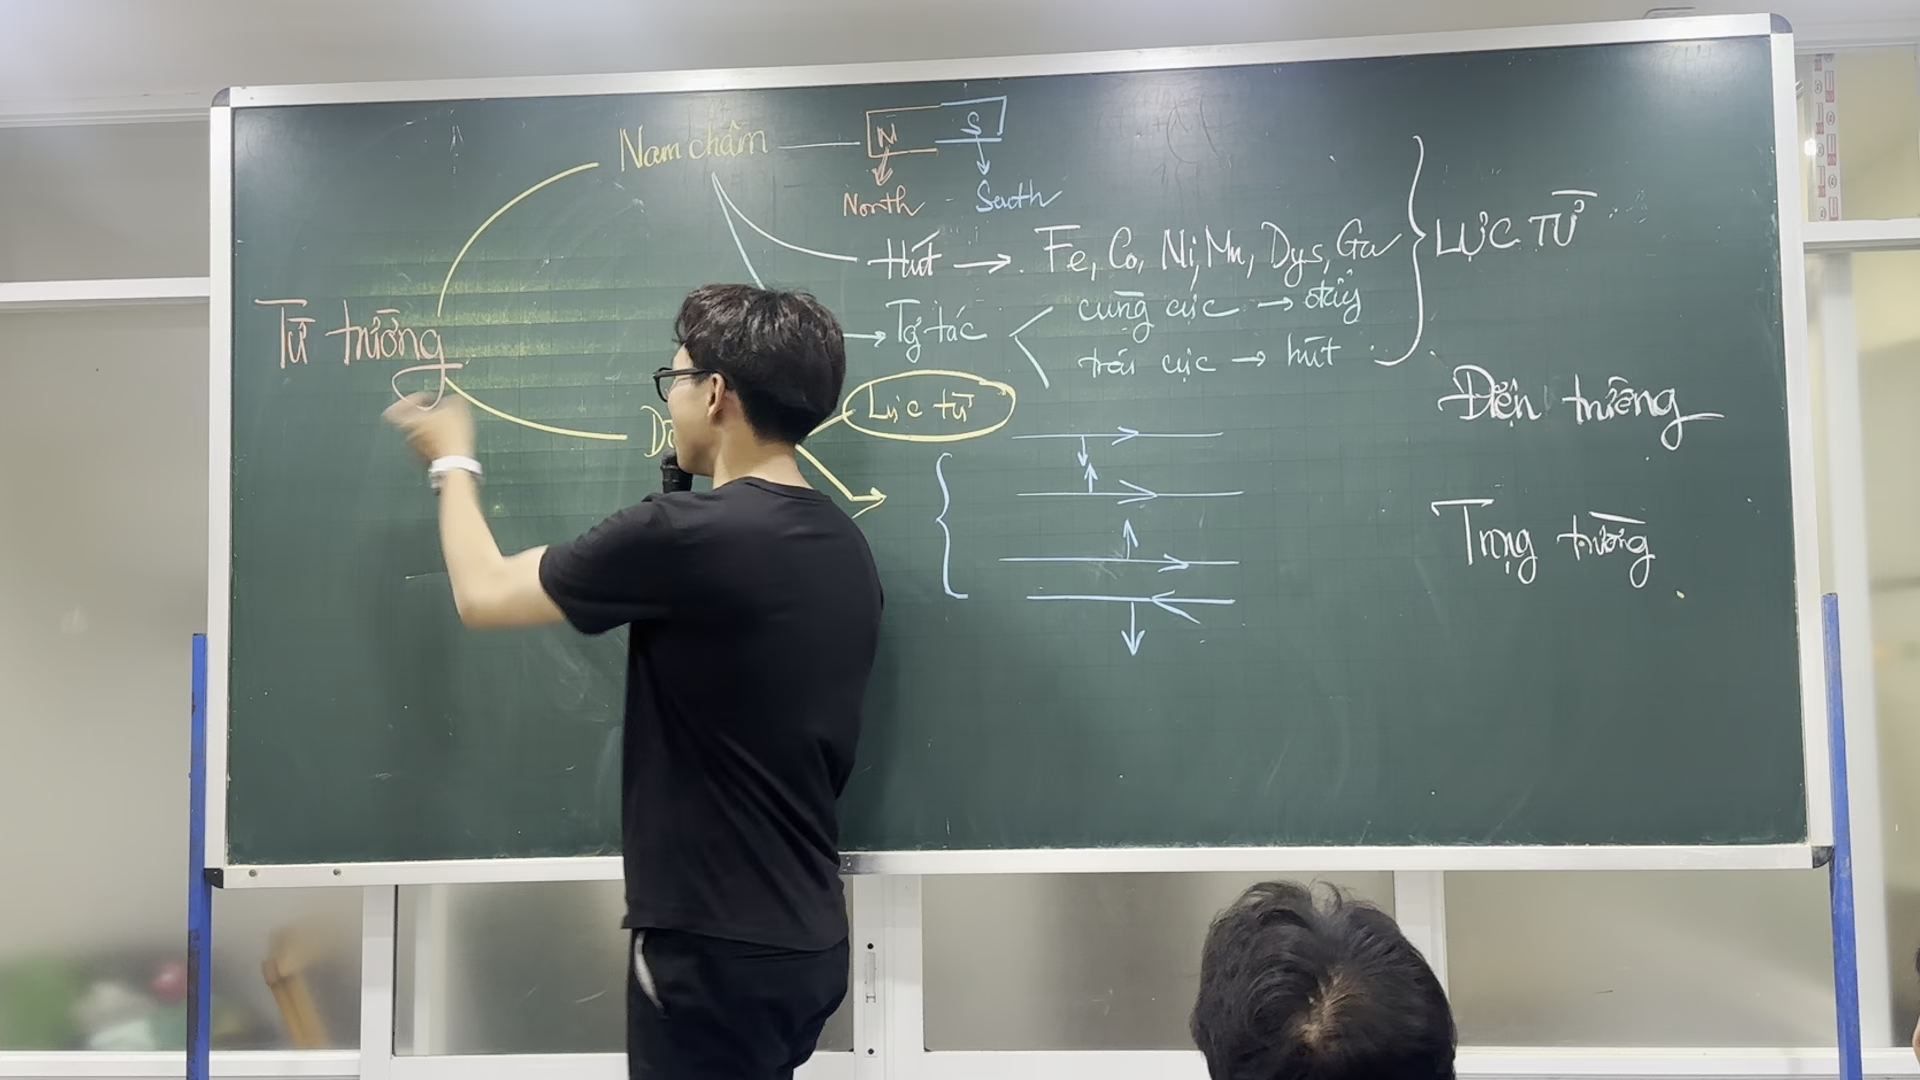 Nam châm
N S
North - South
Hút → Fe, Co, Ni, Mn, Dys, Ga
LỰC TỪ
Từ trường
Tg tác
cùng cực → đẩy
trái cực → hút
Lực từ
Điện trường
Trọng trường